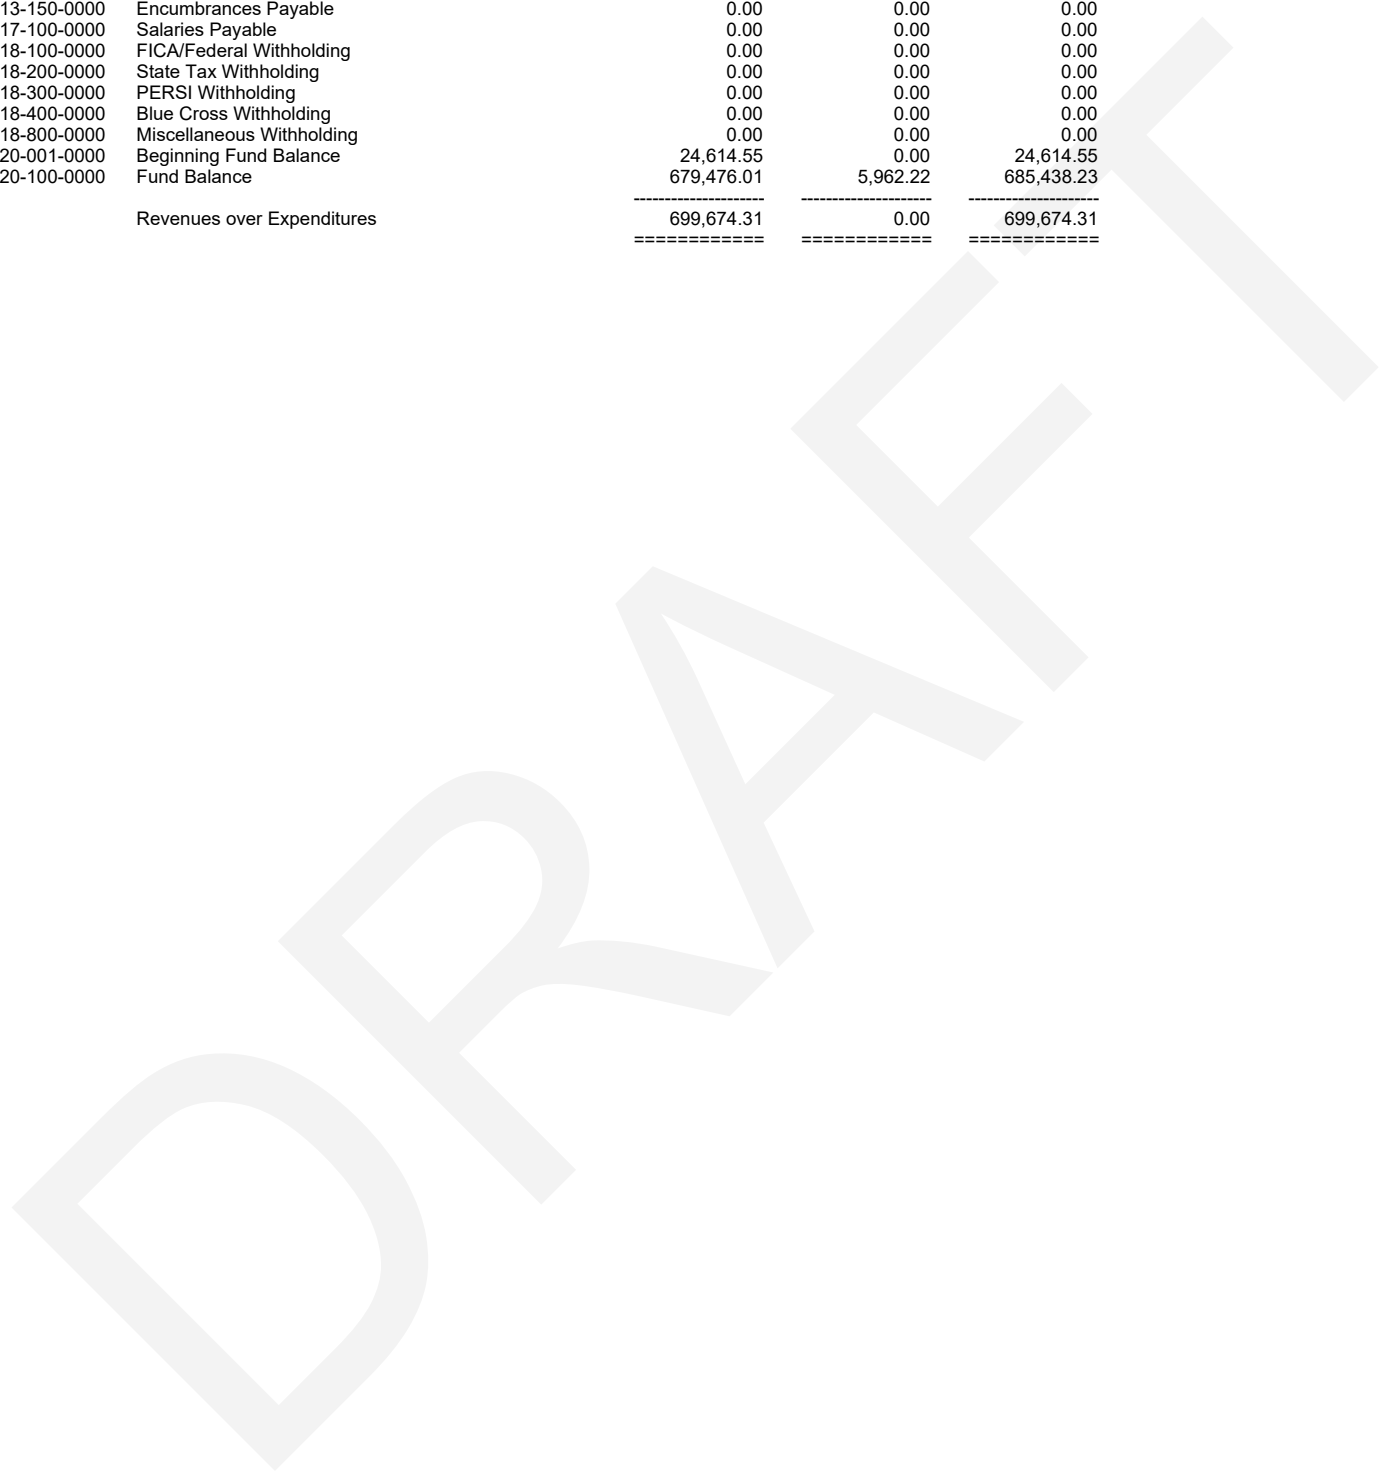 13-150-0000 Encumbrances Payable 0.00 0.00 0.00
17-100-0000 Salaries Payable 0.00 0.00 0.00
18-100-0000 FICA/Federal Withholding 0.00 0.00 0.00
18-200-0000 State Tax Withholding 0.00 0.00 0.00
18-300-0000 PERSI Withholding 0.00 0.00 0.00
18-400-0000 Blue Cross Withholding 0.00 0.00 0.00
18-800-0000 Miscellaneous Withholding 0.00 0.00 0.00
20-001-0000 Beginning Fund Balance 24,614.55 0.00 24,614.55
20-100-0000 Fund Balance 679,476.01 5,962.22 685,438.23
--------------------- --------------------- ---------------------
Revenues over Expenditures 699,674.31 0.00 699,674.31
============ ============ ============
DRAFT